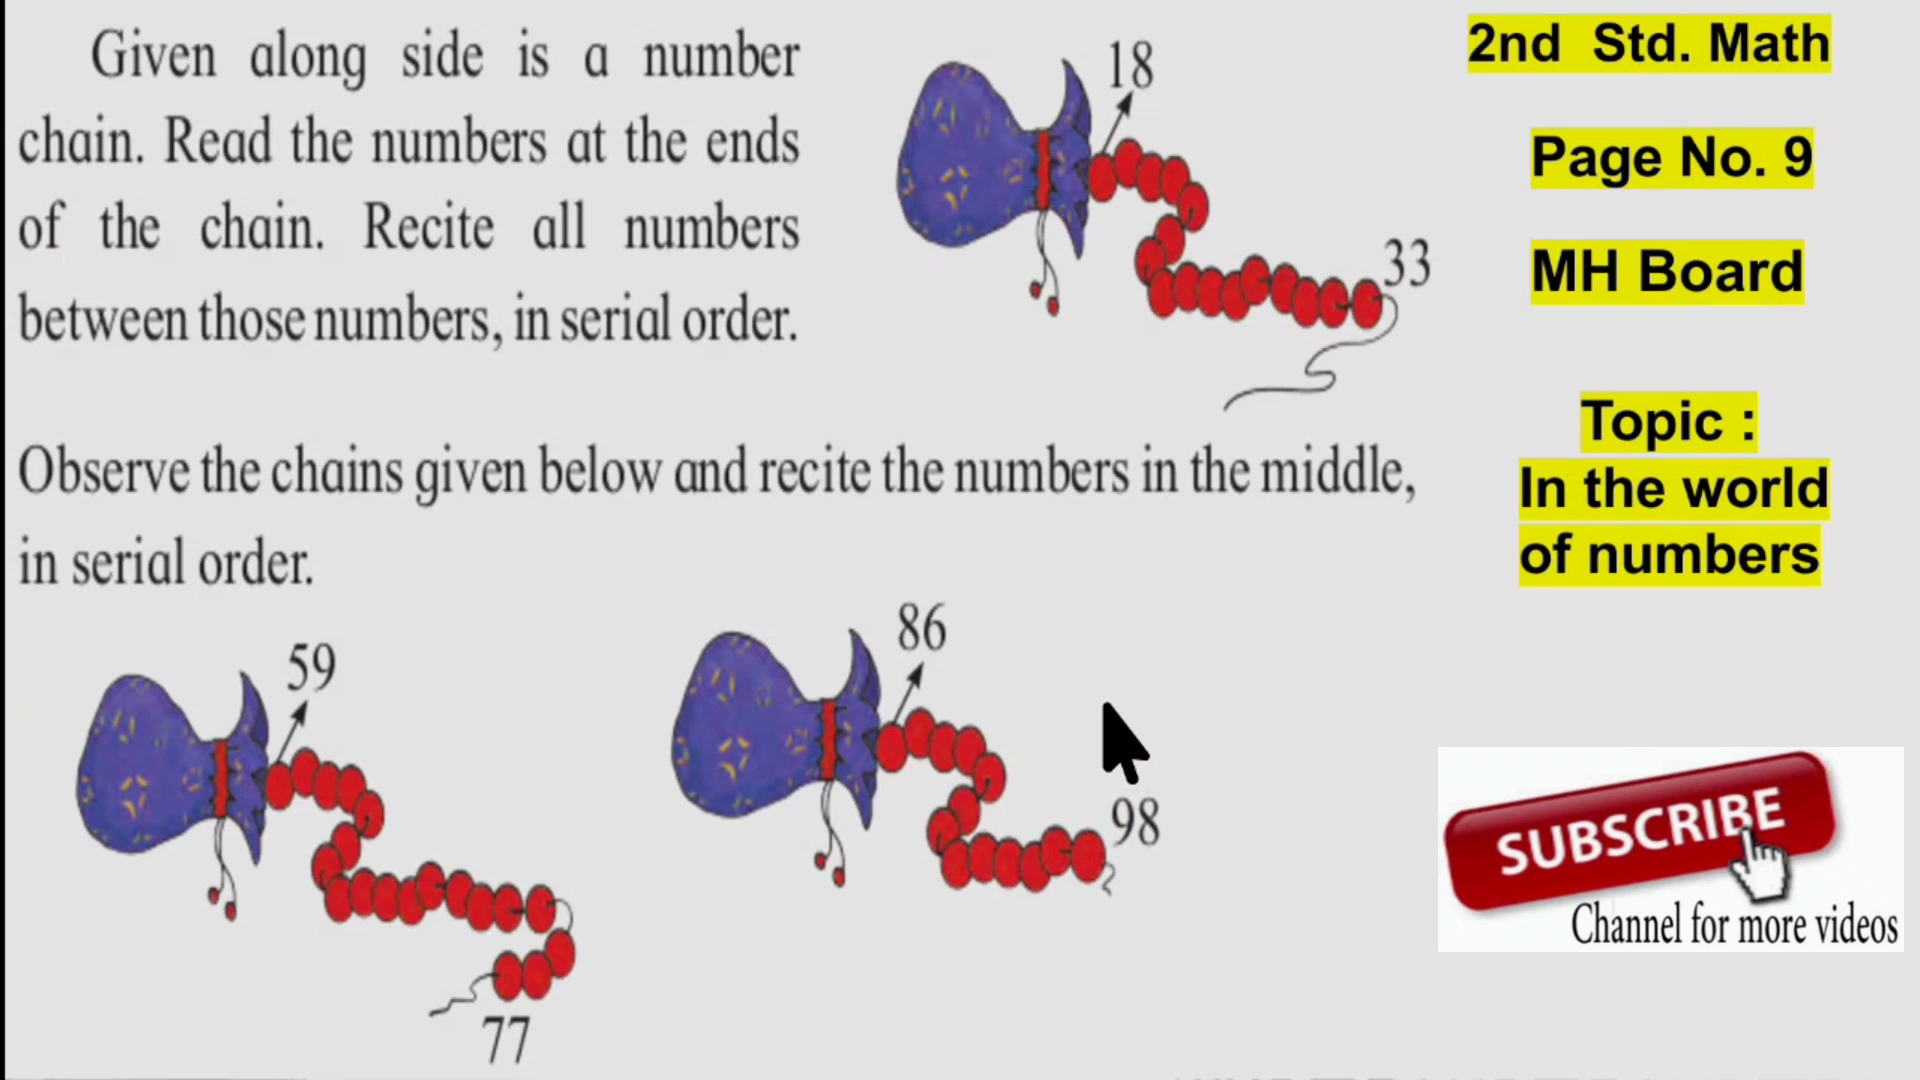 Given along side is a number
chain. Read the numbers at the ends
of the chain. Recite all numbers
between those numbers, in serial order.
18
33
Observe the chains given below and recite the numbers in the middle,
in serial order.
59
77
86
98
2nd Std. Math
Page No. 9
MH Board
Topic :
In the world
of numbers
SUBSCRIBE
Channel for more videos